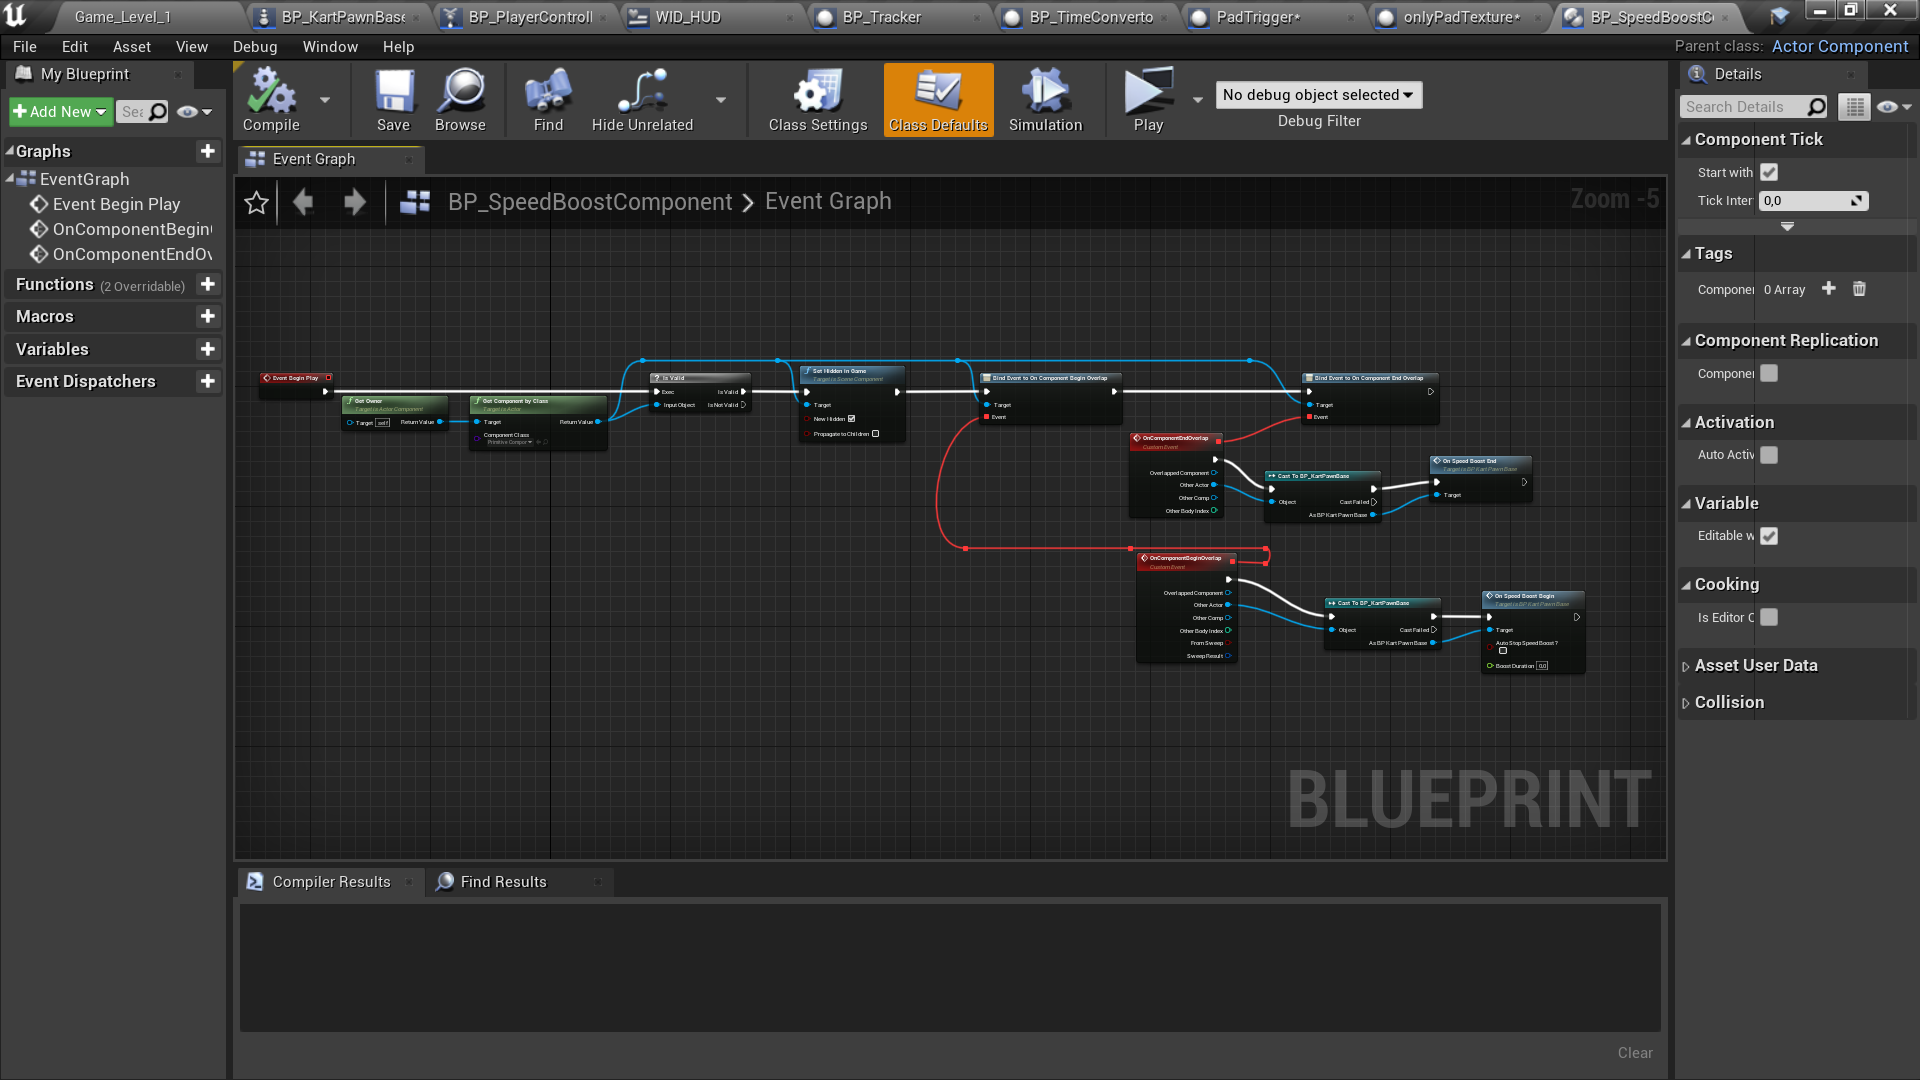 Game_Level_1
BP_KartPawnBase
BP_PlayerControll
WID_HUD
BP_Tracker
BP_TimeConverto
PadTrigger*
onlyPadTexture*
BP_SpeedBoostC
File Edit Asset View Debug Window Help
Parent class: Actor Component
My Blueprint
Add New
Sea
Graphs
EventGraph
Event Begin Play
OnComponentBegin
OnComponentEndOv
Functions (2 Overridable)
Macros
Variables
Event Dispatchers
Compile
Save
Browse
Find
Hide Unrelated
Class Settings
Class Defaults
Simulation
Play
No debug object selected
Debug Filter
Event Graph
BP_SpeedBoostComponent > Event Graph
Zoom -5
Event Begin Play
Get Owner
Target is Actor Component
Target self Return Value
Get Component by Class
Target is Actor
Target Return Value
Component Class
Primitive Compor
? Is Valid
Exec Is Valid
Input Object Is Not Valid
Set Hidden in Game
Target is Scene Component
Target
New Hidden
Propagate to Children
Bind Event to On Component Begin Overlap
Target
Event
Bind Event to On Component End Overlap
Target
Event
OnComponentEndOverlap
Custom Event
Overlapped Component
Other Actor
Other Comp
Other Body Index
Cast To BP_KartPawnBase
Object Cast Failed
As BP Kart Pawn Base
On Speed Boost End
Target is BP Kart Pawn Base
Target
OnComponentBeginOverlap
Custom Event
Overlapped Component
Other Actor
Other Comp
Other Body Index
From Sweep
Sweep Result
Cast To BP_KartPawnBase
Object Cast Failed
As BP Kart Pawn Base
On Speed Boost Begin
Target is BP Kart Pawn Base
Target
Auto Stop Speed Boost ?
Boost Duration 0,0
BLUEPRINT
Compiler Results
Find Results
Clear
Details
Search Details
Component Tick
Start with
Tick Inter 0,0
Tags
Componer 0 Array
Component Replication
Componer
Activation
Auto Activ
Variable
Editable w
Cooking
Is Editor O
Asset User Data
Collision